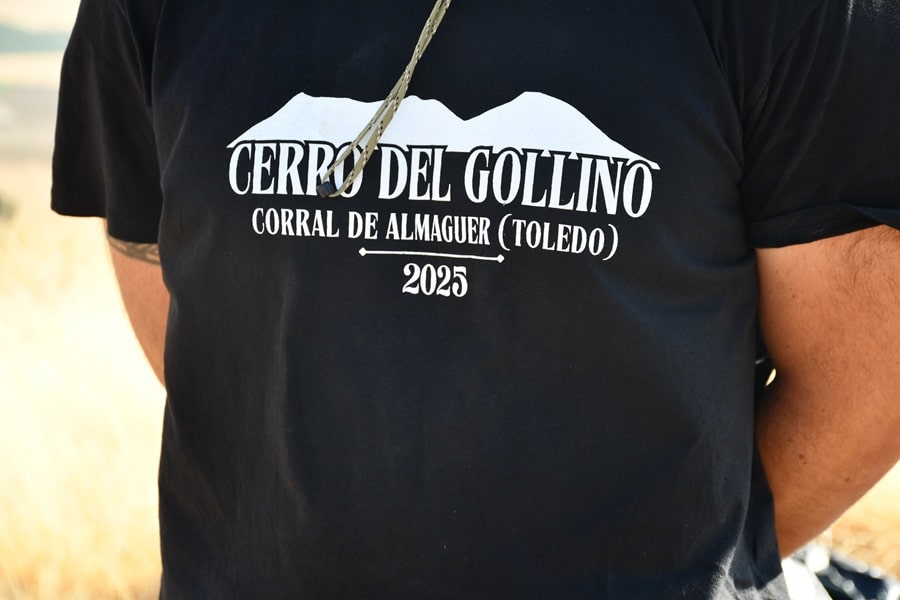 CERRO DEL GOLLINO
CORRAL DE ALMAGUER (TOLEDO)
2025